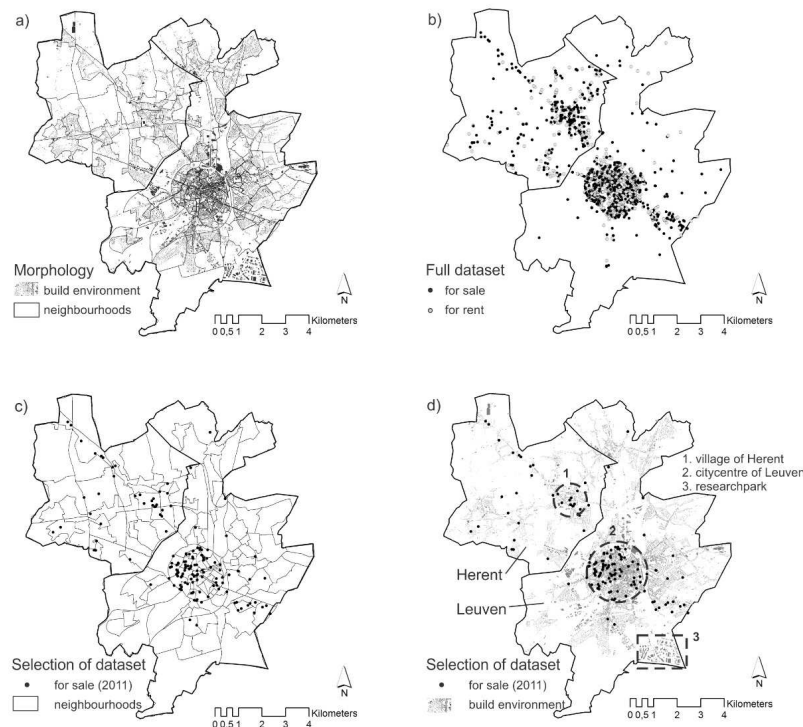 a)
Morphology
build environment
neighbourhoods
N
Kilometers
0 0,5 1 2 3 4
b)
Full dataset
for sale
for rent
N
Kilometers
0 0,5 1 2 3 4
c)
Selection of dataset
for sale (2011)
neighbourhoods
N
Kilometers
0 0,5 1 2 3 4
d)
1. village of Herent
2. citycentre of Leuven
3. researchpark
1
2
Herent
Leuven
3
Selection of dataset
for sale (2011)
build environment
N
Kilometers
0 0,5 1 2 3 4